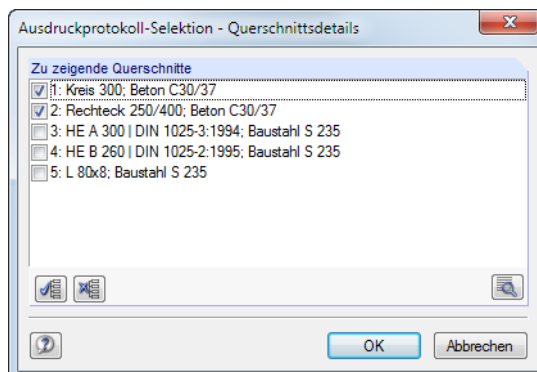 Ausdruckprotokoll-Selektion - Querschnittsdetails
Zu zeigende Querschnitte
1: Kreis 300; Beton C30/37
2: Rechteck 250/400; Beton C30/37
3: HE A 300 | DIN 1025-3:1994; Baustahl S 235
4: HE B 260 | DIN 1025-2:1995; Baustahl S 235
5: L 80x8; Baustahl S 235
OK
Abbrechen